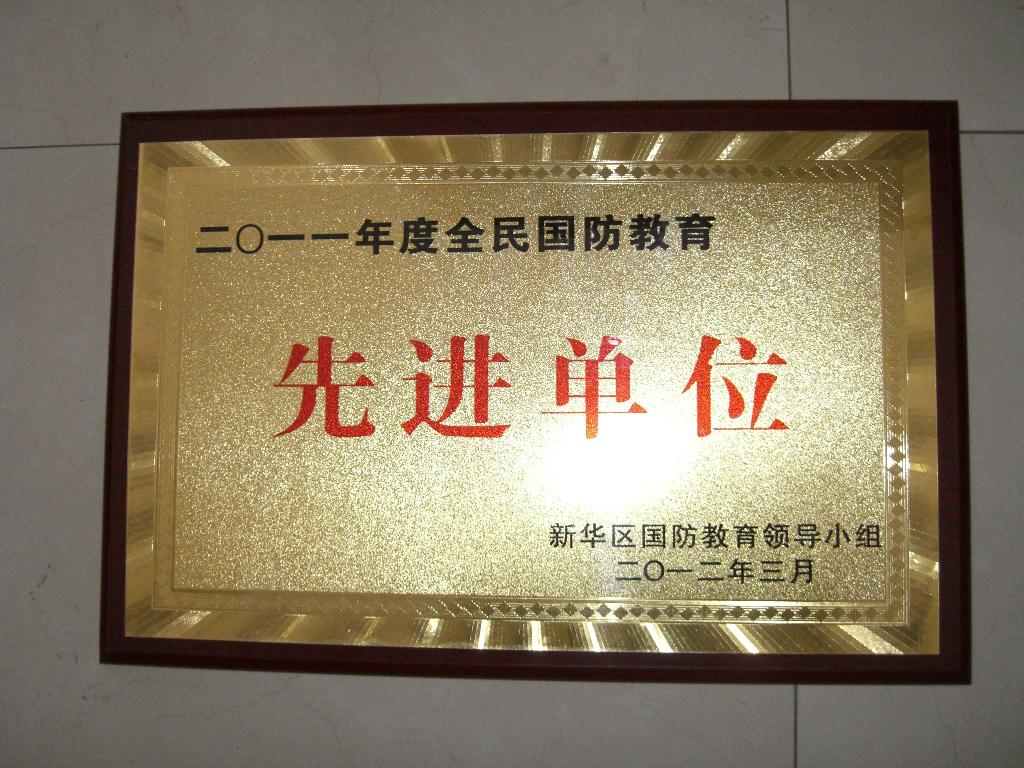 二〇一一年度全民国防教育
先进单位
新华区国防教育领导小组
二〇一二年三月